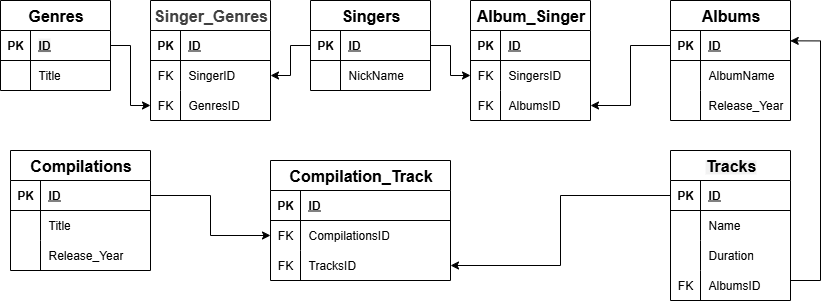 Genres
PK ID
Title
Singer_Genres
PK ID
FK SingerID
FK GenresID
Singers
PK ID
NickName
Album_Singer
PK ID
FK SingersID
FK AlbumsID
Albums
PK ID
AlbumName
Release_Year
Compilations
PK ID
Title
Release_Year
Compilation_Track
PK ID
FK CompilationsID
FK TracksID
Tracks
PK ID
Name
Duration
FK AlbumsID